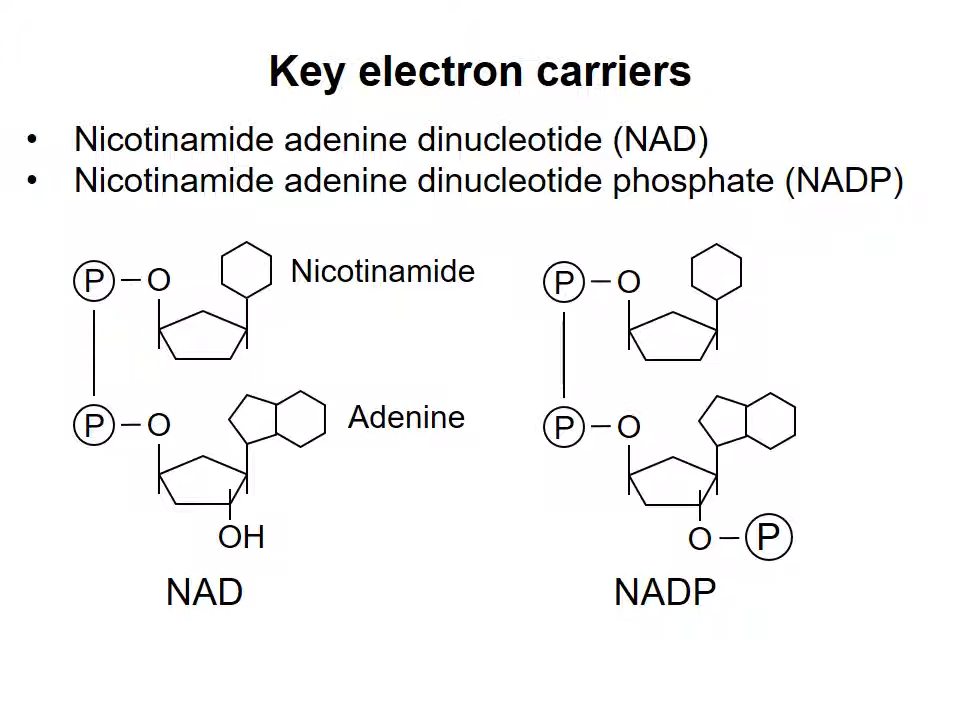 Key electron carriers
• Nicotinamide adenine dinucleotide (NAD)
• Nicotinamide adenine dinucleotide phosphate (NADP)
P – O Nicotinamide
P – O Adenine
OH
NAD
P – O
P – O
O – P
NADP